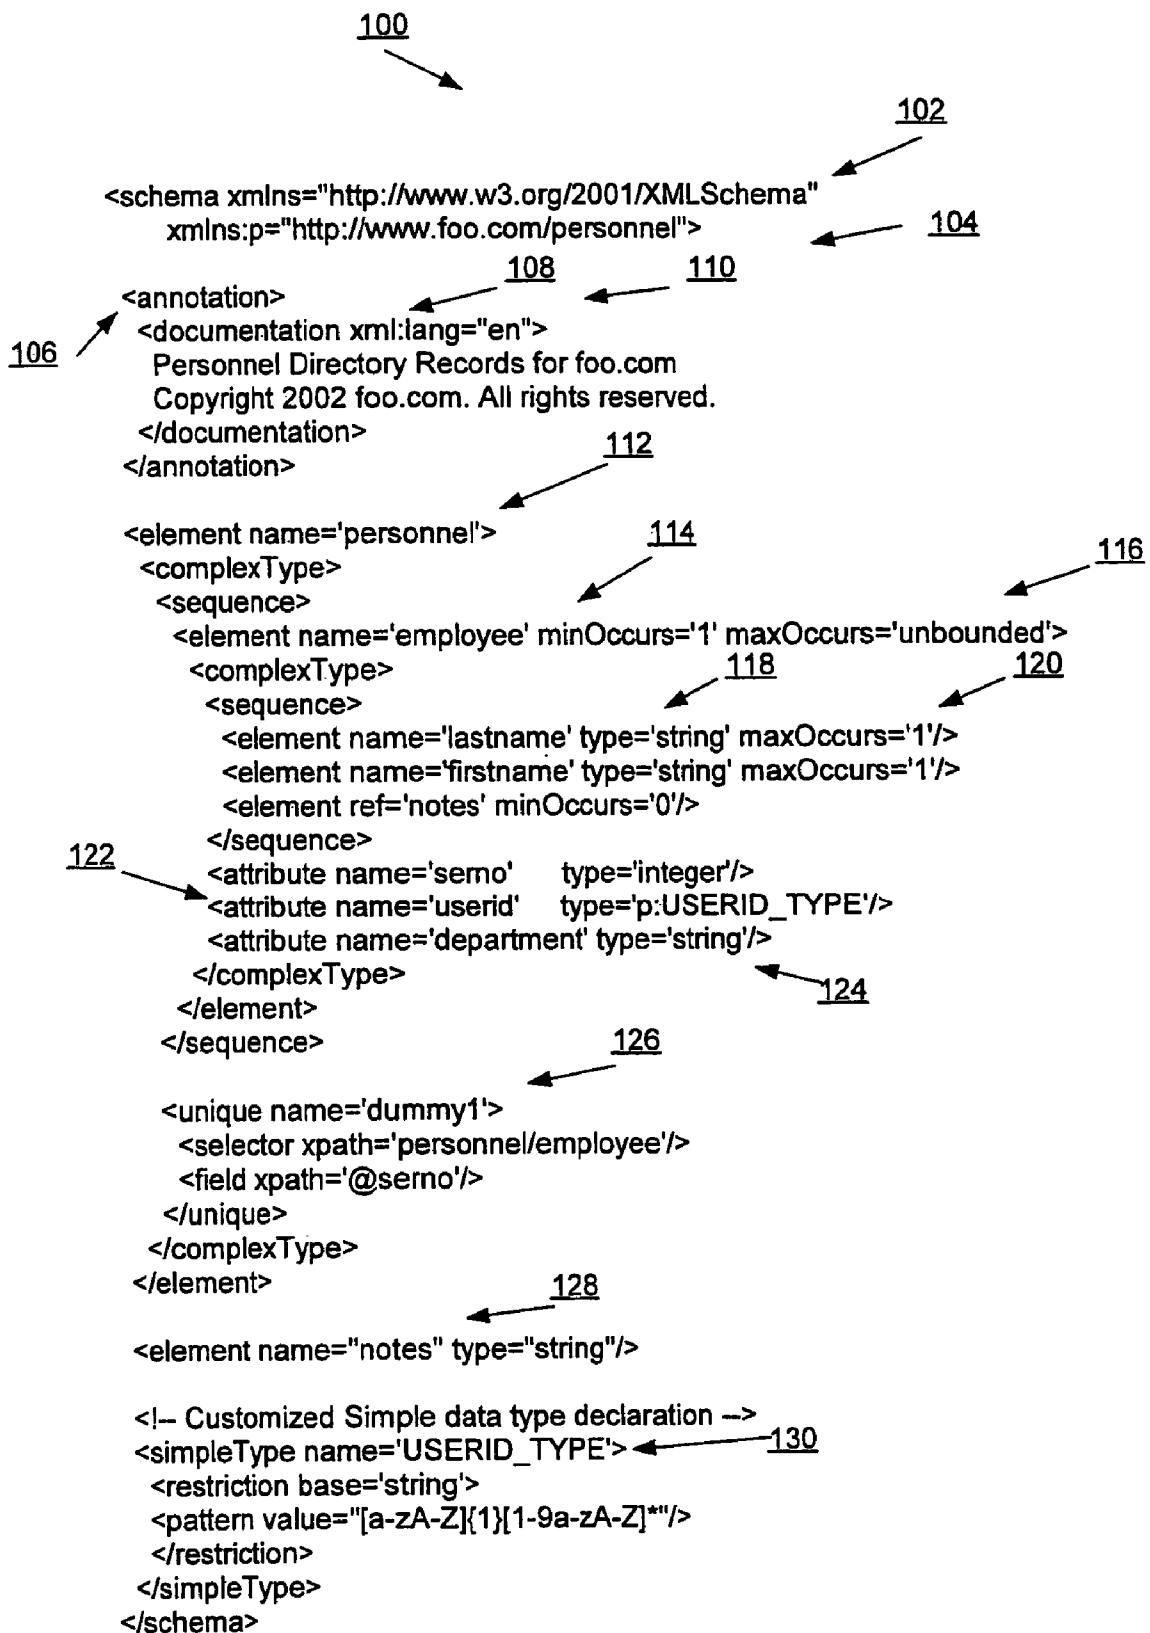 100
102
<schema xmlns="http://www.w3.org/2001/XMLSchema"
xmlns:p="http://www.foo.com/personnel">
104
108
110
<annotation>
106
<documentation xml:lang="en">
Personnel Directory Records for foo.com
Copyright 2002 foo.com. All rights reserved.
</documentation>
112
</annotation>
<element name='personnel'>
114
116
<complexType>
<sequence>
<element name='employee' minOccurs='1' maxOccurs='unbounded'>
<complexType>
118
120
<sequence>
<element name='lastname' type='string' maxOccurs='1'/>
<element name='firstname' type='string' maxOccurs='1'/>
<element ref='notes' minOccurs='0'/>
</sequence>
122
<attribute name='serno' type='integer'/>
<attribute name='userid' type='p:USERID_TYPE'/>
<attribute name='department' type='string'/>
</complexType>
124
</element>
</sequence>
126
<unique name='dummy1'>
<selector xpath='personnel/employee'/>
<field xpath='@serno'/>
</unique>
</complexType>
</element>
128
<element name="notes" type="string"/>
<!-- Customized Simple data type declaration -->
<simpleType name='USERID_TYPE'>
130
<restriction base='string'>
<pattern value="[a-zA-Z]{1}[1-9a-zA-Z]*"/>
</restriction>
</simpleType>
</schema>